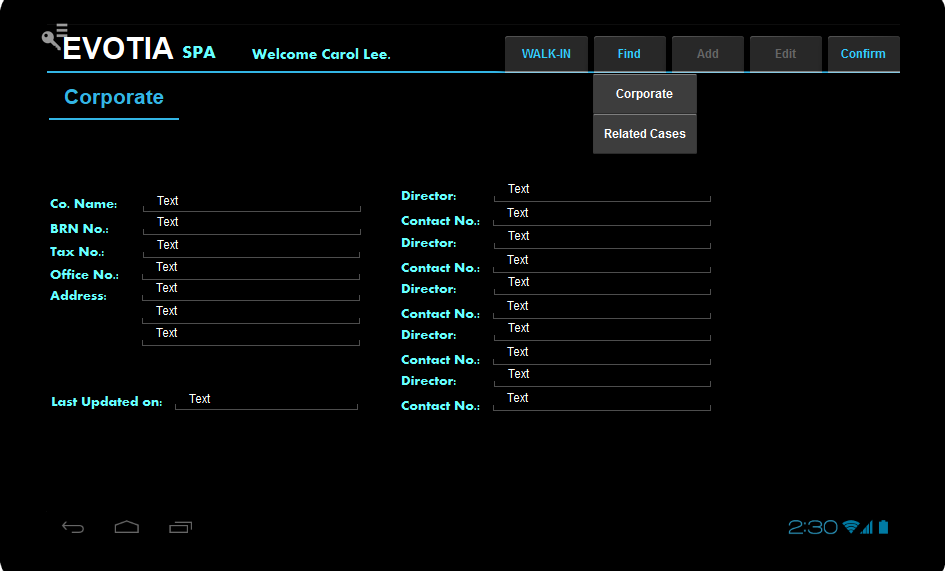 EVOTIA SPA Welcome Carol Lee. WALK-IN Find Add Edit Confirm
Corporate
Corporate
Related Cases
Co. Name: Text
BRN No.: Text
Tax No.: Text
Office No.: Text
Address: Text
Text
Text
Last Updated on: Text
Director: Text
Contact No.: Text
Director: Text
Contact No.: Text
Director: Text
Contact No.: Text
Director: Text
Contact No.: Text
Director: Text
Contact No.: Text
2:30